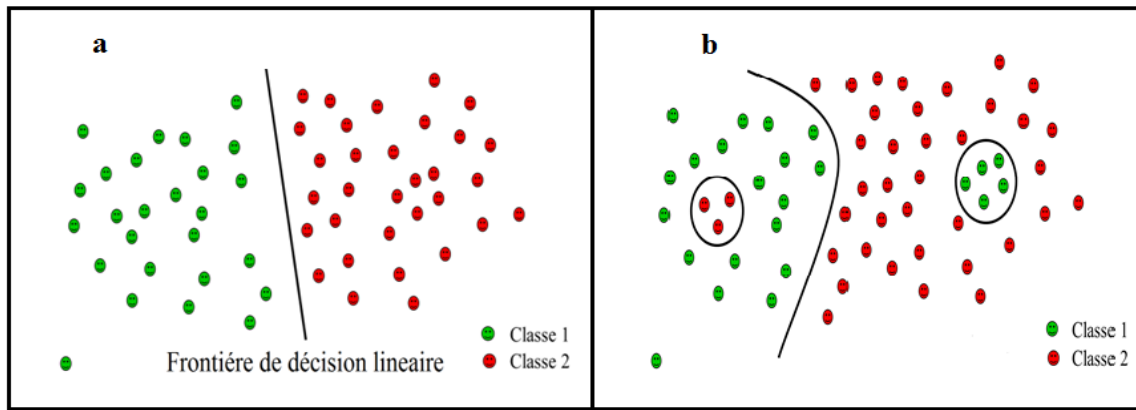 a
Classe 1
Frontiére de décision lineaire
Classe 2
b
Classe 1
Classe 2